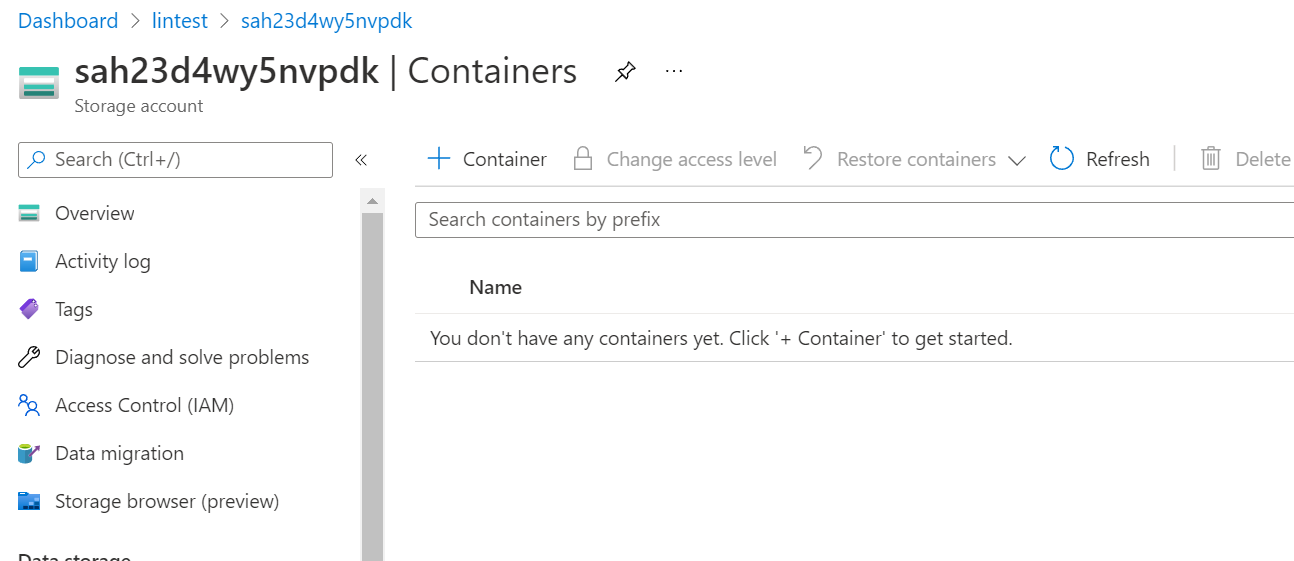 Dashboard > lintest > sah23d4wy5nvpdk
sah23d4wy5nvpdk | Containers ...
Storage account
Search (Ctrl+/) «
Overview
Activity log
Tags
Diagnose and solve problems
Access Control (IAM)
Data migration
Storage browser (preview)
Data storage
+ Container Change access level Restore containers Refresh | Delete
Search containers by prefix
Name
You don't have any containers yet. Click '+ Container' to get started.